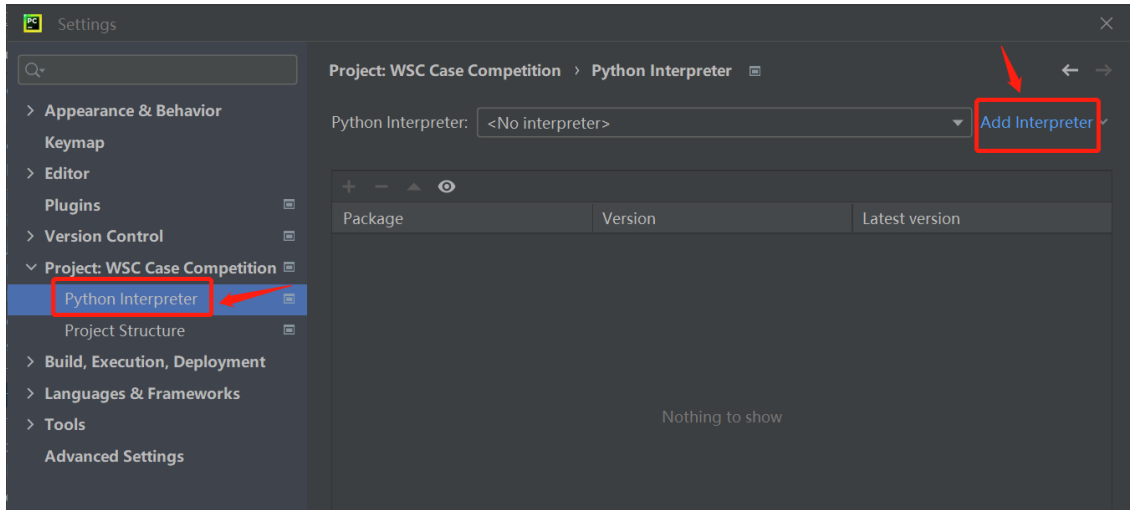 PC
Settings
Appearance & Behavior
Keymap
Editor
Plugins
Version Control
Project: WSC Case Competition
Python Interpreter
Project Structure
Build, Execution, Deployment
Languages & Frameworks
Tools
Advanced Settings
Project: WSC Case Competition › Python Interpreter
Python Interpreter: <No interpreter> Add Interpreter
Package Version Latest version
Nothing to show